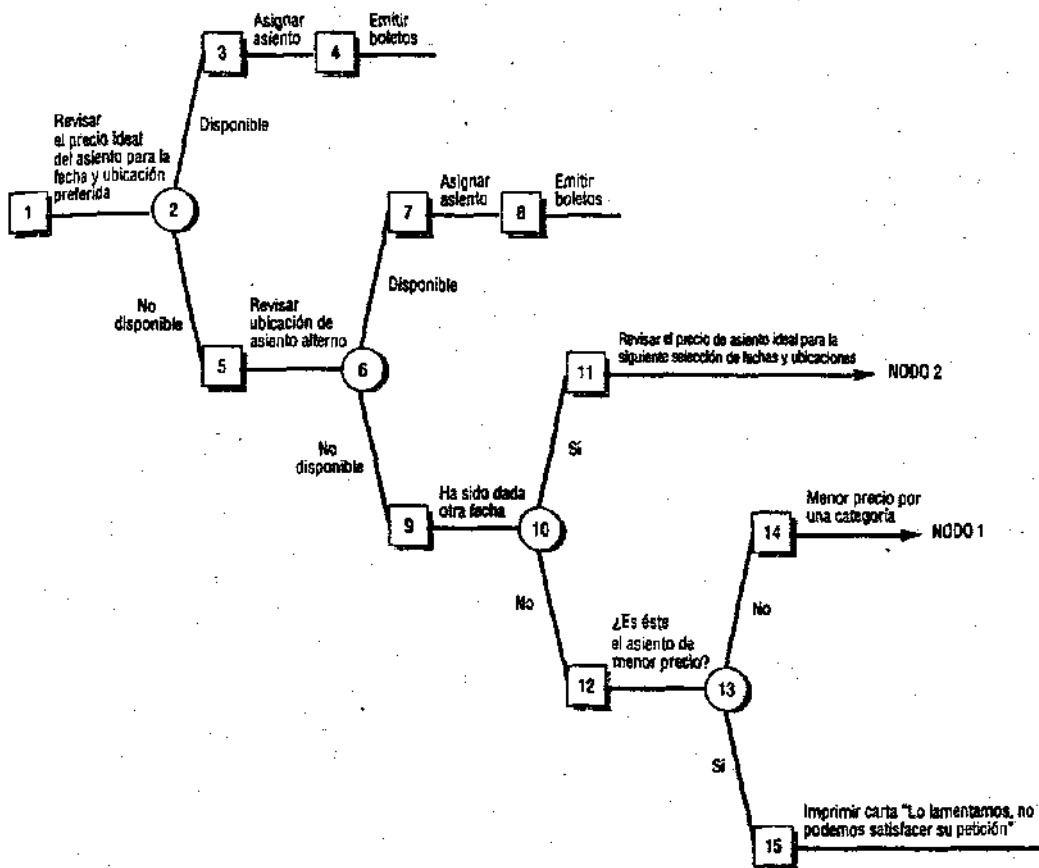 Asignar
asiento
Emitir
boletos
3
4
Revisar
el precio ideal
del asiento para la
fecha y ubicación
preferida
Disponible
1
2
Asignar
asiento
Emitir
boletos
7
8
No
disponible
Revisar
ubicación de
asiento alterno
Disponible
5
6
Revisar el precio de asiento ideal para la
siguiente selección de fechas y ubicaciones
11
NODO 2
No
disponible
Sí
Ha sido dada
otra fecha
9
10
Menor precio por
una categoría
14
NODO 1
No
¿Es éste
el asiento de
menor precio?
No
12
13
Sí
Imprimir carta "Lo lamentamos, no
podemos satisfacer su petición"
15